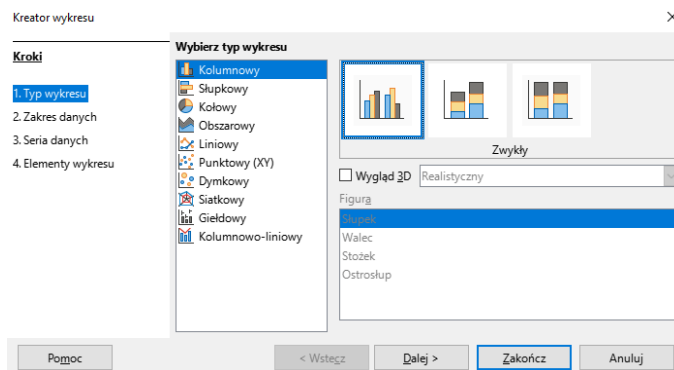 Kreator wykresu
Kroki
1. Typ wykresu
2. Zakres danych
3. Seria danych
4. Elementy wykresu
Wybierz typ wykresu
Kolumnowy
Słupkowy
Kołowy
Obszarowy
Liniowy
Punktowy (XY)
Dymkowy
Siatkowy
Giełdowy
Kolumnowo-liniowy
Zwykły
Wygląd 3D
Realistyczny
Figura
Słupek
Walec
Stożek
Ostrosłup
Pomoc
< Wstecz
Dalej >
Zakończ
Anuluj